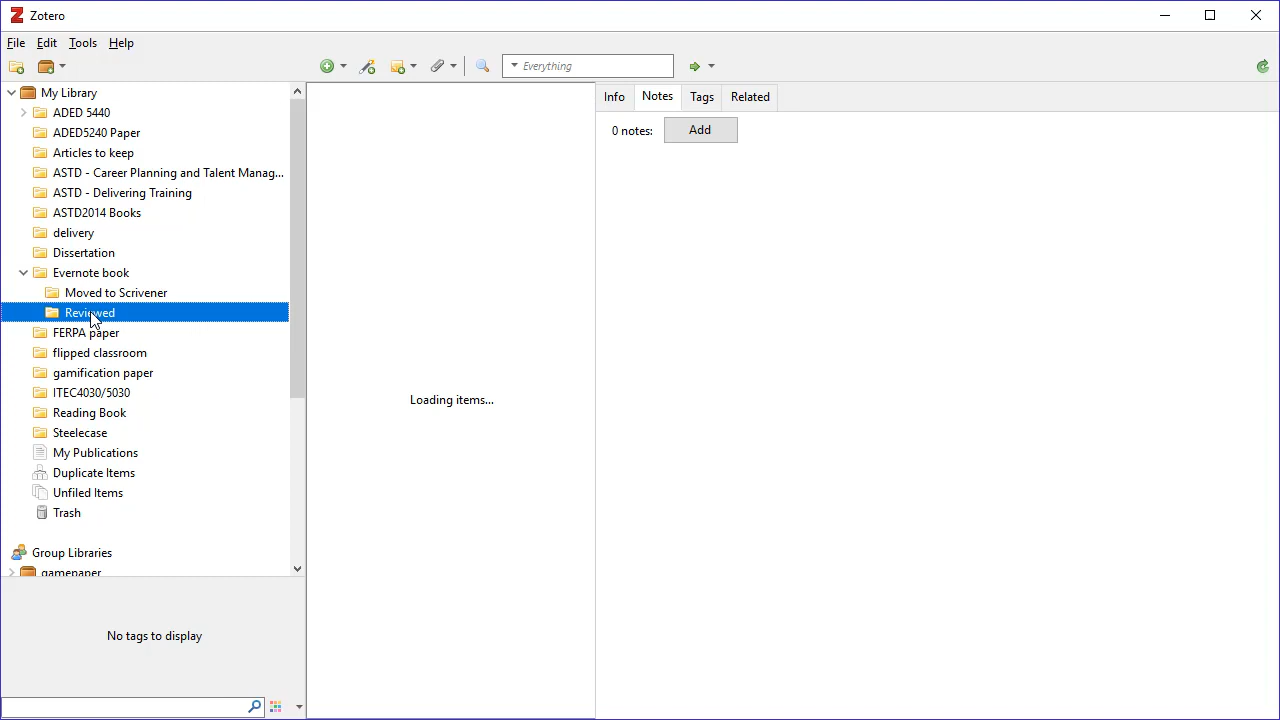 Zotero
File Edit Tools Help
Everything
My Library
ADED 5440
ADED5240 Paper
Articles to keep
ASTD - Career Planning and Talent Manag...
ASTD - Delivering Training
ASTD2014 Books
delivery
Dissertation
Evernote book
Moved to Scrivener
Reviewed
FERPA paper
flipped classroom
gamification paper
ITEC4030/5030
Reading Book
Steelecase
My Publications
Duplicate Items
Unfiled Items
Trash
Group Libraries
gamepaper
No tags to display
Loading items...
Info Notes Tags Related
0 notes: Add